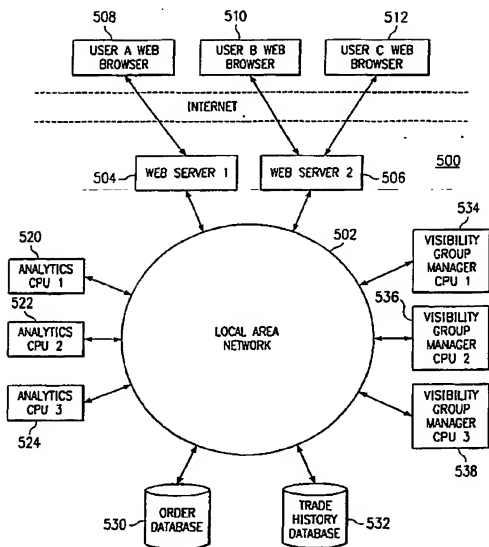 508
510
512
USER A WEB
BROWSER
USER B WEB
BROWSER
USER C WEB
BROWSER
INTERNET
504
WEB SERVER 1
WEB SERVER 2
506
500
502
520
ANALYTICS
CPU 1
522
ANALYTICS
CPU 2
ANALYTICS
CPU 3
524
LOCAL AREA
NETWORK
534
VISIBILITY
GROUP
MANAGER
CPU 1
536
VISIBILITY
GROUP
MANAGER
CPU 2
VISIBILITY
GROUP
MANAGER
CPU 3
538
530
ORDER
DATABASE
TRADE
HISTORY
DATABASE
532